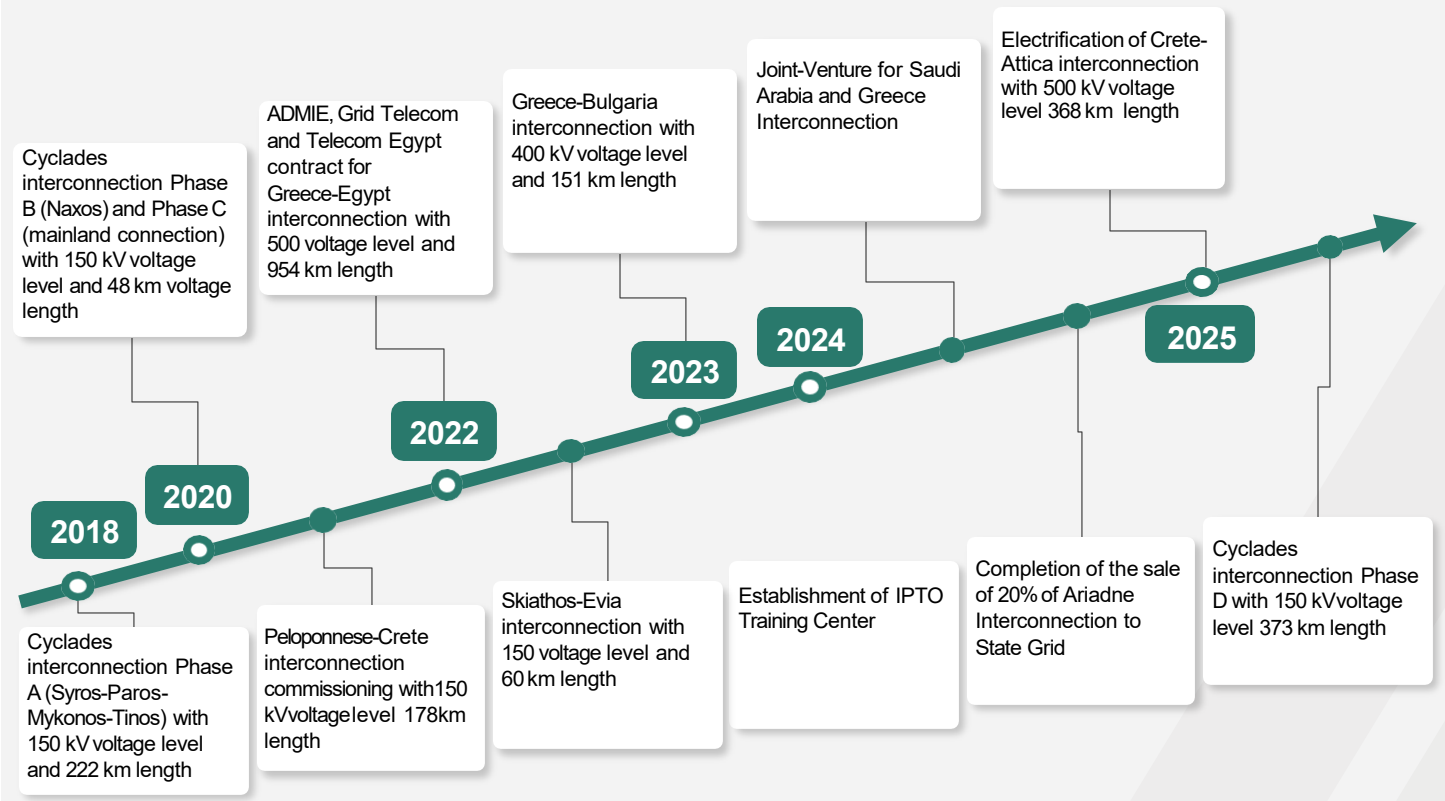 Cyclades
interconnection Phase
B (Naxos) and Phase C
(mainland connection)
with 150 kV voltage
level and 48 km voltage
length
ADMIE, Grid Telecom
and Telecom Egypt
contract for
Greece-Egypt
interconnection with
500 voltage level and
954 km length
Greece-Bulgaria
interconnection with
400 kV voltage level
and 151 km length
Joint-Venture for Saudi
Arabia and Greece
Interconnection
Electrification of Crete-
Attica interconnection
with 500 kV voltage
level 368 km length
2018
2020
2022
2023
2024
2025
Cyclades
interconnection Phase
A (Syros-Paros-
Mykonos-Tinos) with
150 kV voltage level
and 222 km length
Peloponnese-Crete
interconnection
commissioning with150
kVvoltagelevel 178km
length
Skiathos-Evia
interconnection with
150 voltage level and
60 km length
Establishment of IPTO
Training Center
Completion of the sale
of 20% of Ariadne
Interconnection to
State Grid
Cyclades
interconnection Phase
D with 150 kVvoltage
level 373 km length